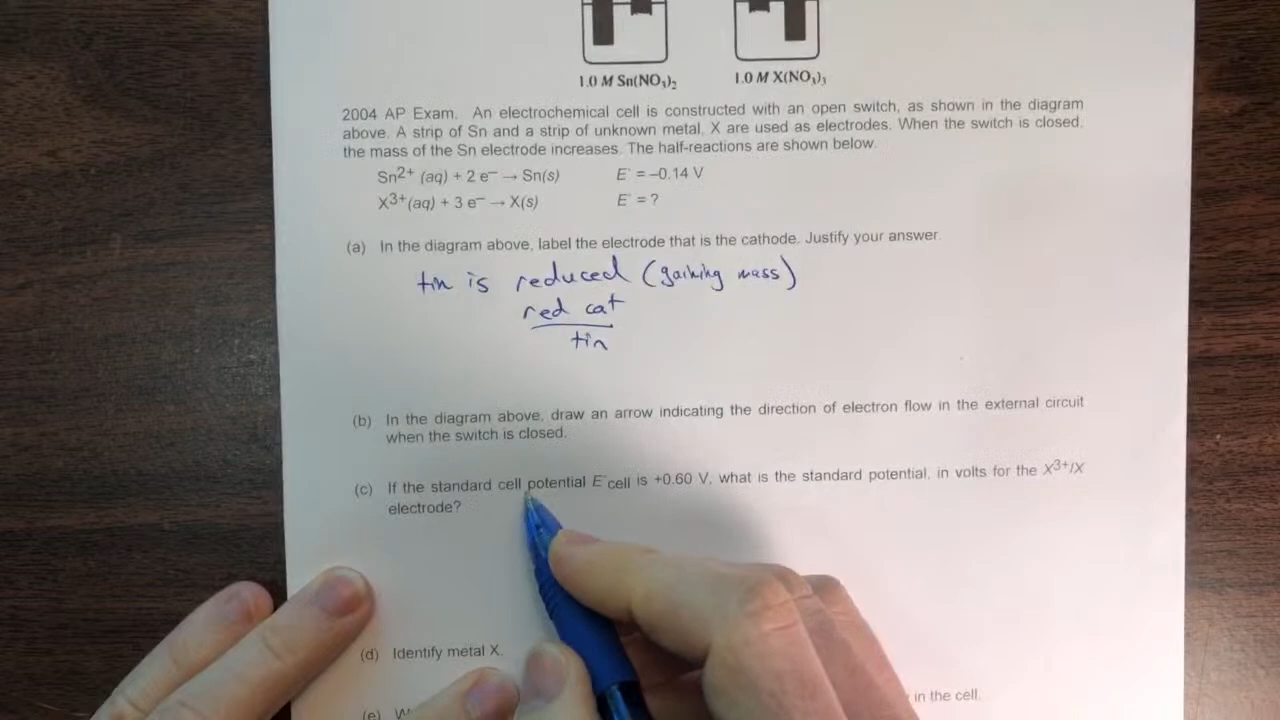 1.0 M Sn(NO3)2 1.0 M X(NO3)3
2004 AP Exam. An electrochemical cell is constructed with an open switch, as shown in the diagram
above. A strip of Sn and a strip of unknown metal, X are used as electrodes. When the switch is closed,
the mass of the Sn electrode increases. The half-reactions are shown below.
Sn2+ (aq) + 2 e– → Sn(s) E° = –0.14 V
X3+(aq) + 3 e– → X(s) E° = ?
(a) In the diagram above, label the electrode that is the cathode. Justify your answer.
tin is reduced (gaining mass)
red cat
tin
(b) In the diagram above, draw an arrow indicating the direction of electron flow in the external circuit
when the switch is closed.
(c) If the standard cell potential E°cell is +0.60 V, what is the standard potential, in volts for the X3+/X
electrode?
(d) Identify metal X.
(e) in the cell.